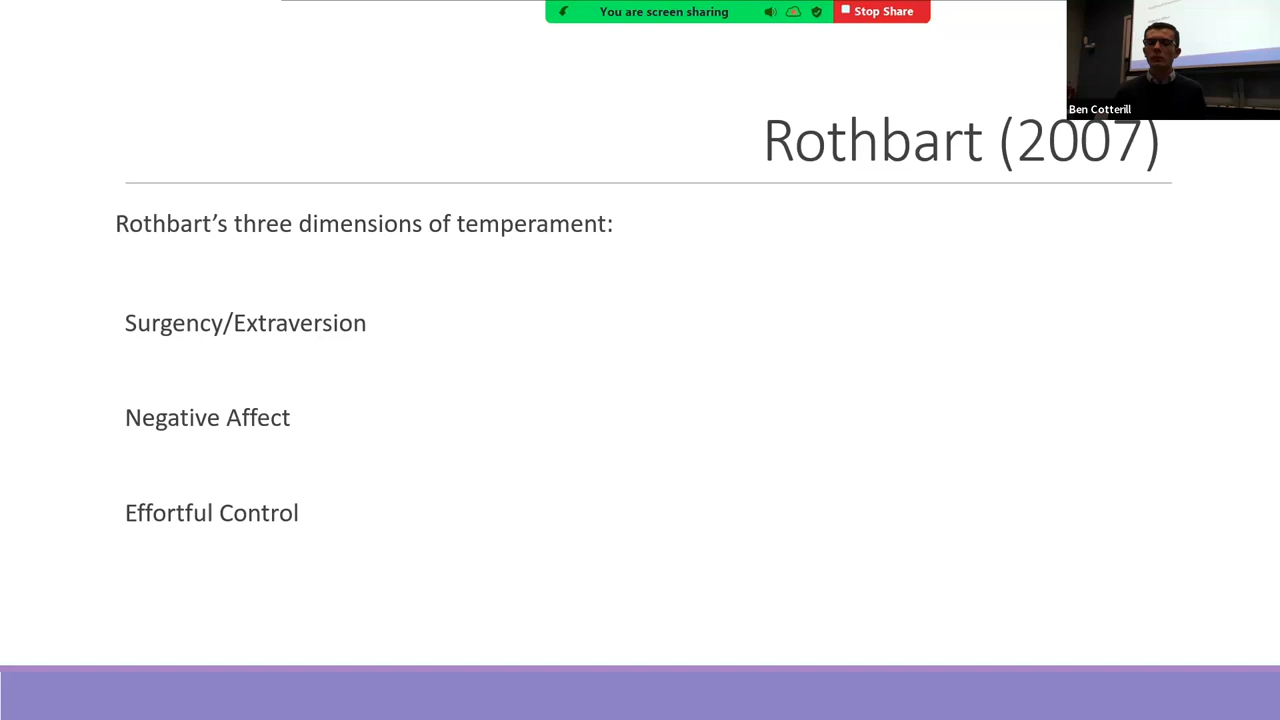 You are screen sharing
Stop Share
Ben Cotterill
Rothbart (2007)
Rothbart’s three dimensions of temperament:
Surgency/Extraversion
Negative Affect
Effortful Control